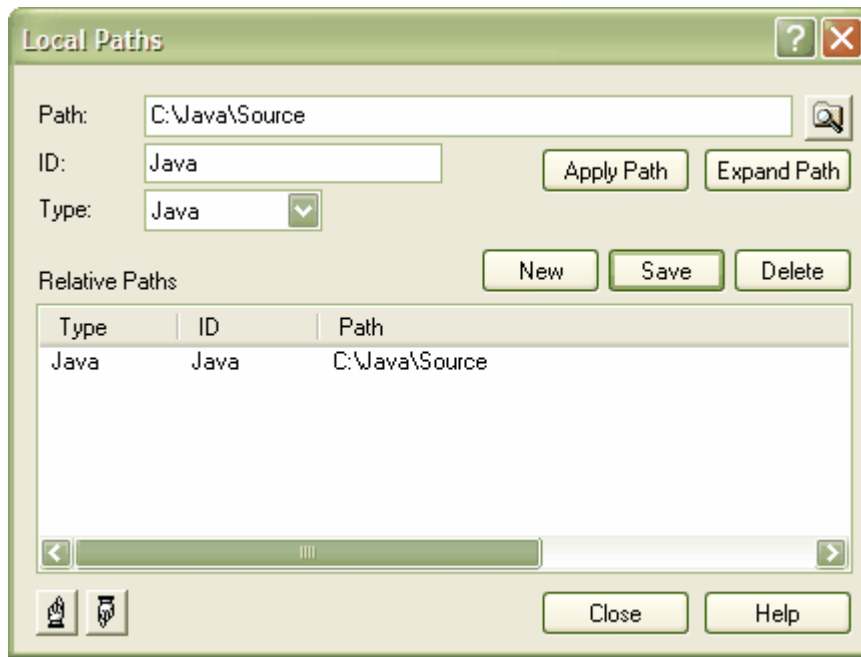 Local Paths
Path: C:\Java\Source
ID: Java
Apply Path Expand Path
Type: Java
New Save Delete
Relative Paths
Type ID Path
Java Java C:\Java\Source
Close Help